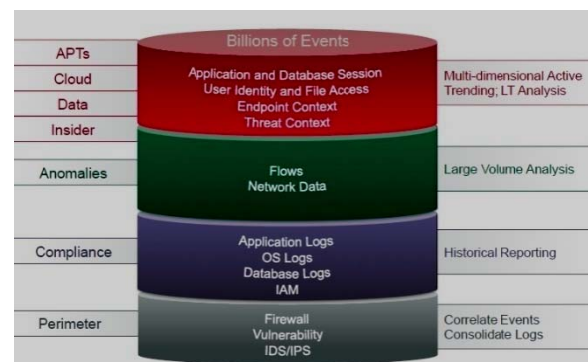 Billions of Events
APTs
Cloud
Data
Insider
Application and Database Session
User Identity and File Access
Endpoint Context
Threat Context
Multi-dimensional Active
Trending; LT Analysis
Anomalies
Flows
Network Data
Large Volume Analysis
Compliance
Application Logs
OS Logs
Database Logs
IAM
Historical Reporting
Perimeter
Firewall
Vulnerability
IDS/IPS
Correlate Events
Consolidate Logs